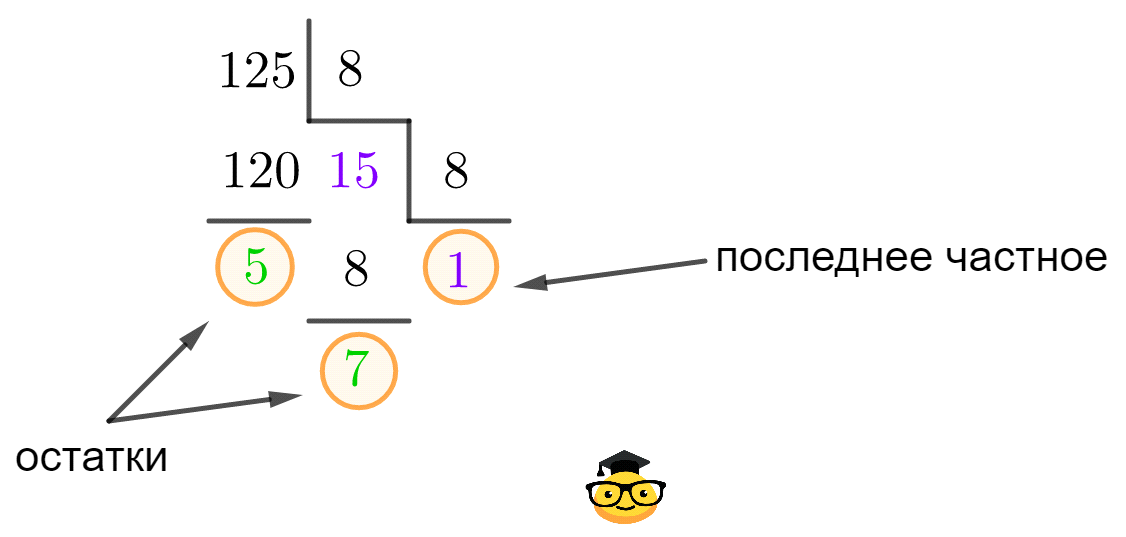 125 8
120 15 8
5 8 1
последнее частное
7
остатки